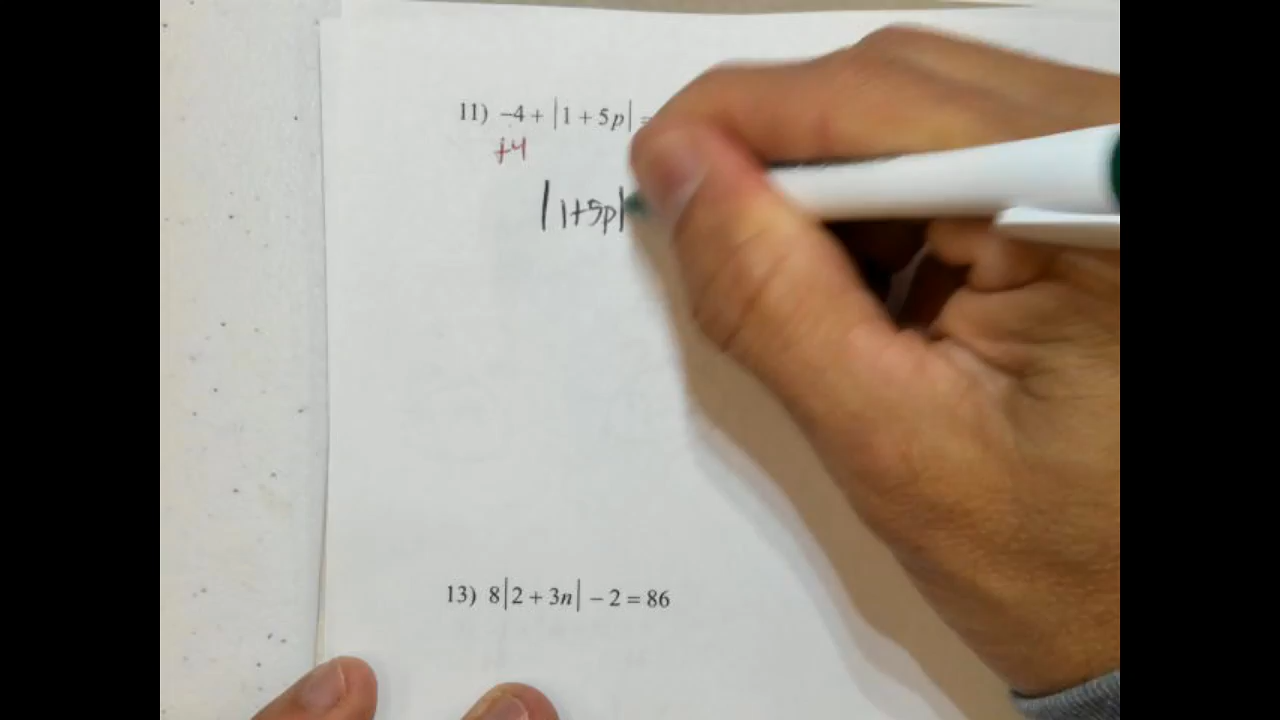 11) −4 + |1 + 5p| =
+4
|1+5p|
13) 8|2 + 3n| − 2 = 86